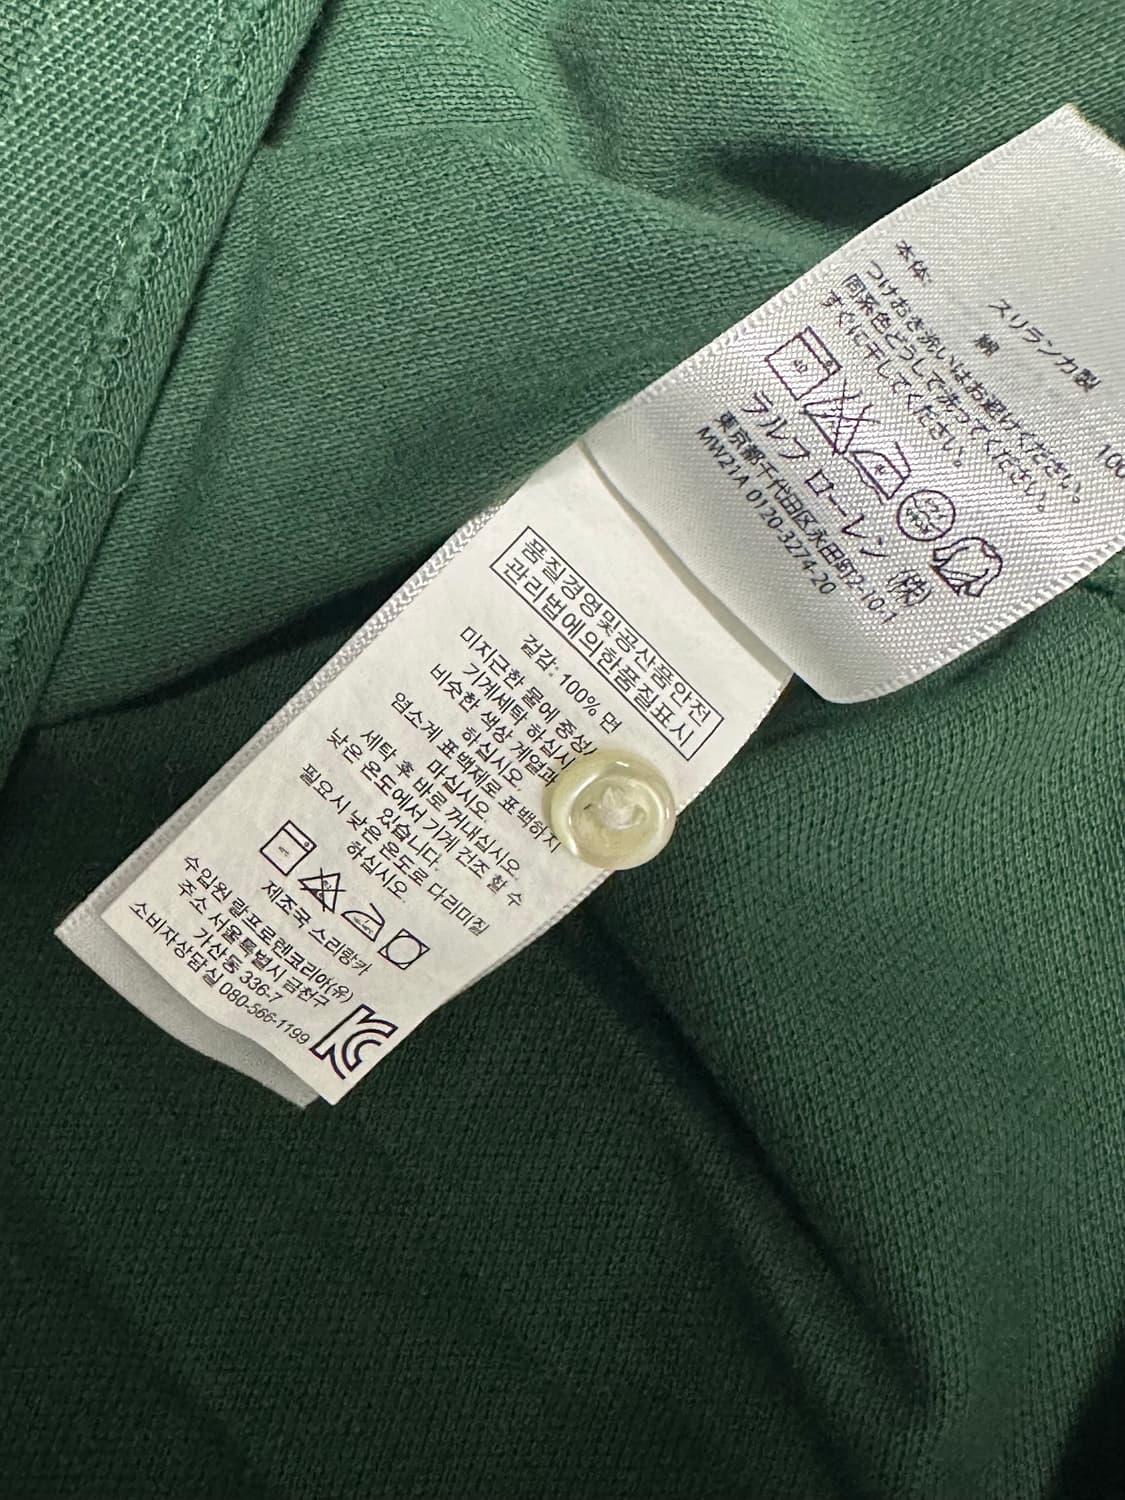 スリランカ製
本体:
綿
100
つけおき洗いはお避けください。
同系色どうしで洗ってください。
すぐに干してください。
40
ラルフ ローレン (株)
東京都千代田区永田町2-10-1
MW21A 0120-3274-20
품질경영및공산품안전
관리법에의한품질표시
겉감: 100% 면
미지근한 물에 중성
기계세탁 하십시
비슷한 색상 계열과
하십시오.
염소계 표백제로 표백하지
마십시오.
세탁 후 바로 꺼내십시오.
낮은 온도에서 기계 건조 할 수
있습니다.
필요시 낮은 온도로 다리미질
하십시오.
제조국 스리랑카
수입원 랄프로렌코리아(유)
주소 서울특별시 금천구
가산동 336-7
소비자상담실 080-566-1199